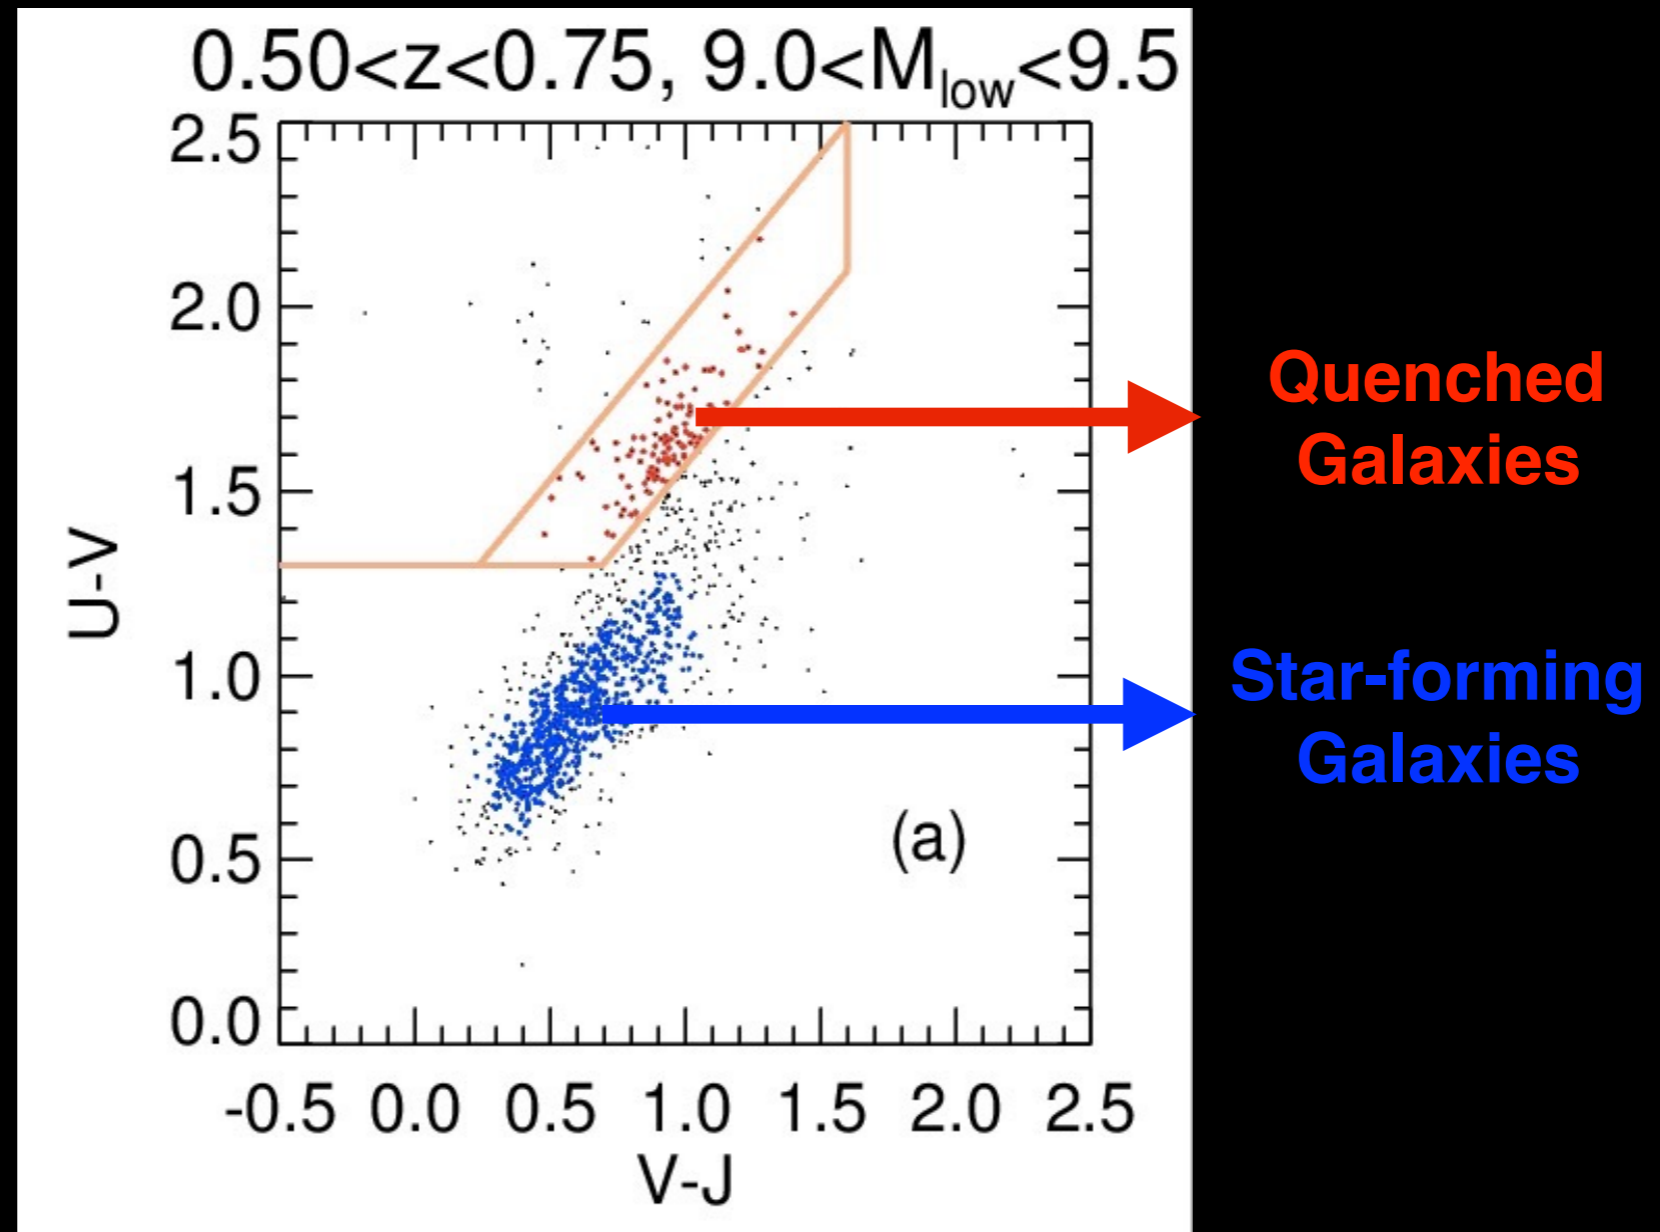 0.50<z<0.75, 9.0<Mlow<9.5
2.5
2.0
1.5
1.0
0.5
0.0
U-V
-0.5 0.0 0.5 1.0 1.5 2.0 2.5
V-J
(a)
Quenched
Galaxies
Star-forming
Galaxies